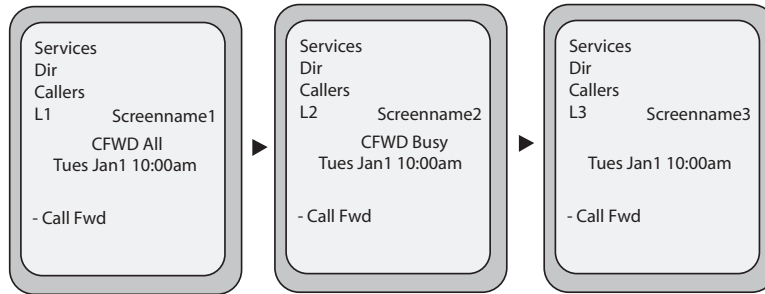 Services
Dir
Callers
L1 Screenname1
CFWD All
Tues Jan1 10:00am
- Call Fwd
Services
Dir
Callers
L2 Screenname2
CFWD Busy
Tues Jan1 10:00am
- Call Fwd
Services
Dir
Callers
L3 Screenname3
Tues Jan1 10:00am
- Call Fwd